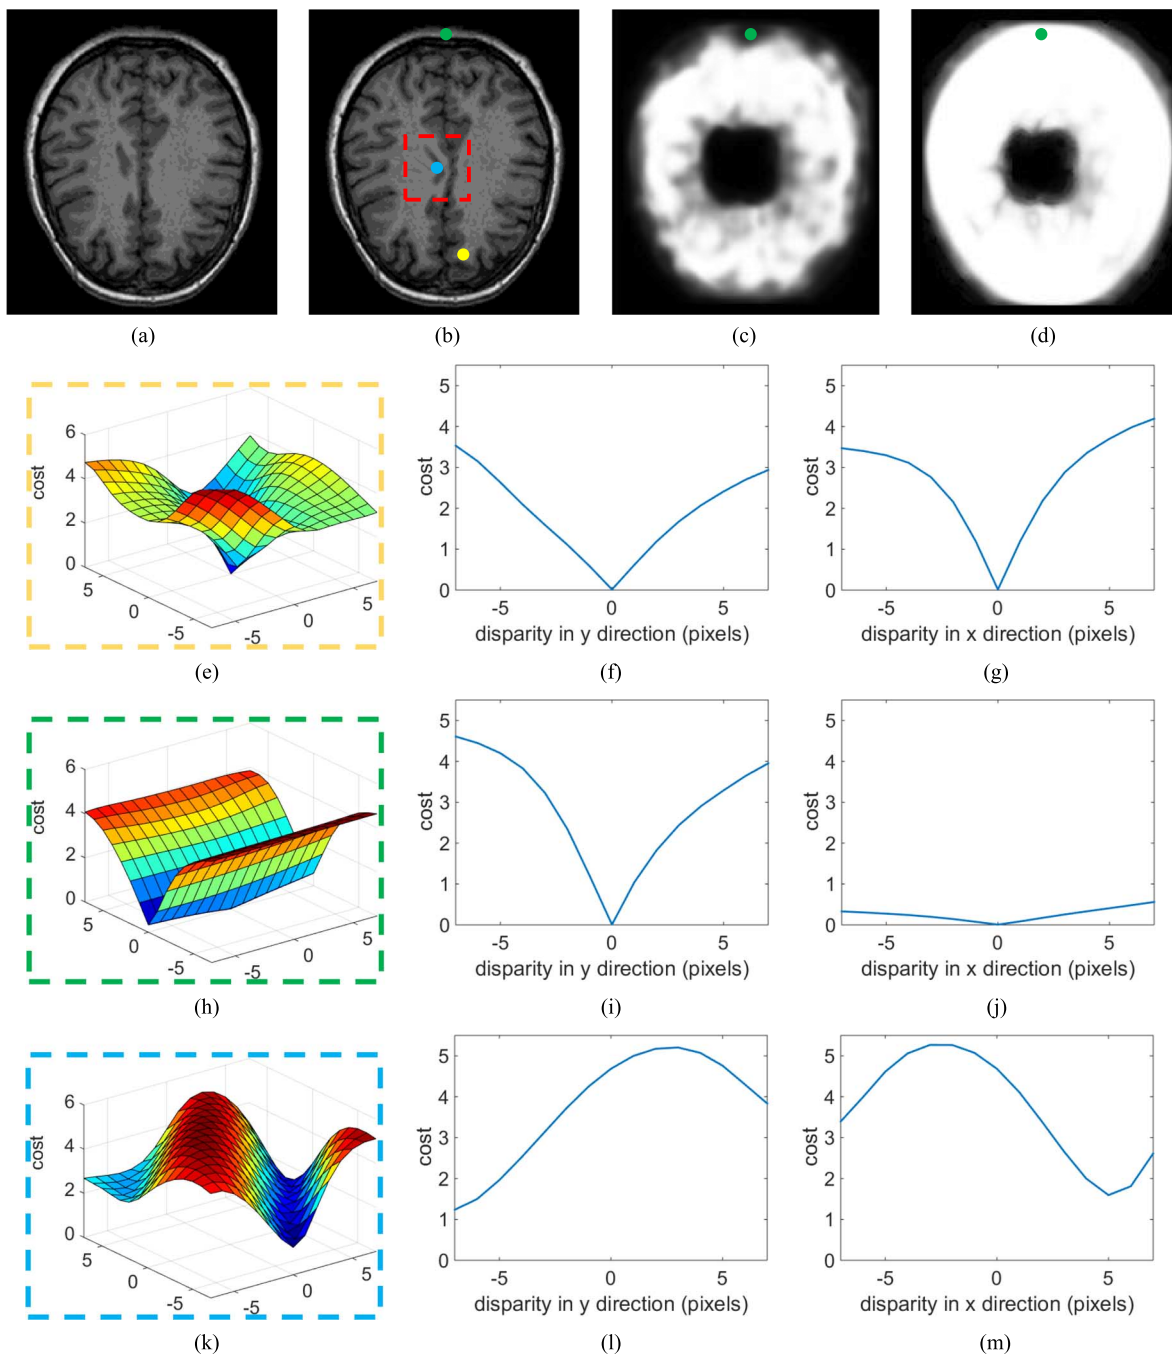 (a) (b) (c) (d)
6
4
2
0
cost
5 0 -5
-5 0 5
(e)
5
4
3
2
1
0
cost
-5 0 5
disparity in y direction (pixels)
(f)
5
4
3
2
1
0
cost
-5 0 5
disparity in x direction (pixels)
(g)
6
4
2
0
cost
5 0 -5
-5 0 5
(h)
5
4
3
2
1
0
cost
-5 0 5
disparity in y direction (pixels)
(i)
5
4
3
2
1
0
cost
-5 0 5
disparity in x direction (pixels)
(j)
6
4
2
0
cost
5 0 -5
-5 0 5
(k)
5
4
3
2
1
0
cost
-5 0 5
disparity in y direction (pixels)
(l)
5
4
3
2
1
0
cost
-5 0 5
disparity in x direction (pixels)
(m)